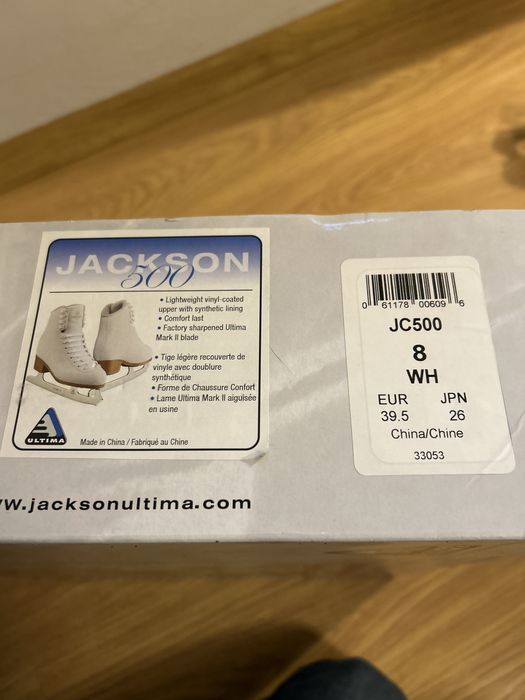 JACKSON
500
• Lightweight vinyl-coated
upper with synthetic lining
• Comfort last
• Factory sharpened Ultima
Mark II blade
• Tige légère recouverte de
vinyle avec doublure
synthétique
• Forme de Chaussure Confort
• Lame Ultima Mark II aiguisée
en usine
ULTIMA
Made in China / Fabriqué au Chine
w.jacksonultima.com
0 61178 00609 6
JC500
8
WH
EUR JPN
39.5 26
China/Chine
33053